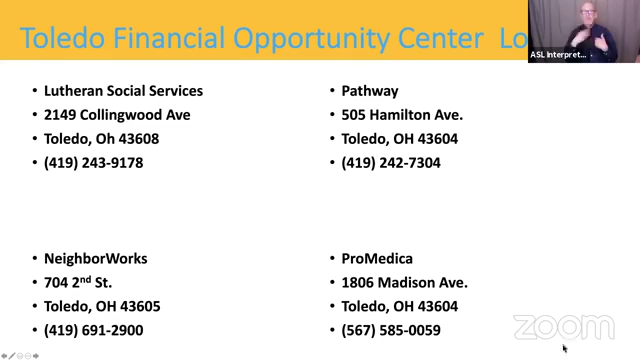 Toledo Financial Opportunity Center Lo
ASL Interpret...
• Lutheran Social Services
• 2149 Collingwood Ave
• Toledo, Oh 43608
• (419) 243-9178
• Pathway
• 505 Hamilton Ave.
• Toledo, OH 43604
• (419) 242-7304
• NeighborWorks
• 704 2nd St.
• Toledo, OH 43605
• (419) 691-2900
• ProMedica
• 1806 Madison Ave.
• Toledo, OH 43604
• (567) 585-0059
zoom